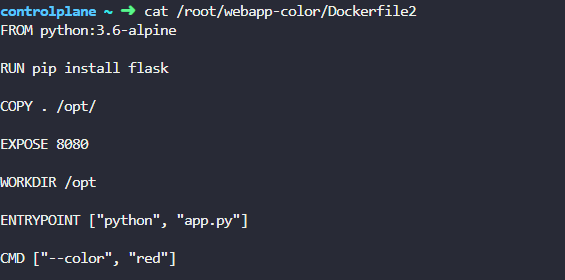 controlplane ~ ➜ cat /root/webapp-color/Dockerfile2
FROM python:3.6-alpine
RUN pip install flask
COPY . /opt/
EXPOSE 8080
WORKDIR /opt
ENTRYPOINT ["python", "app.py"]
CMD ["--color", "red"]